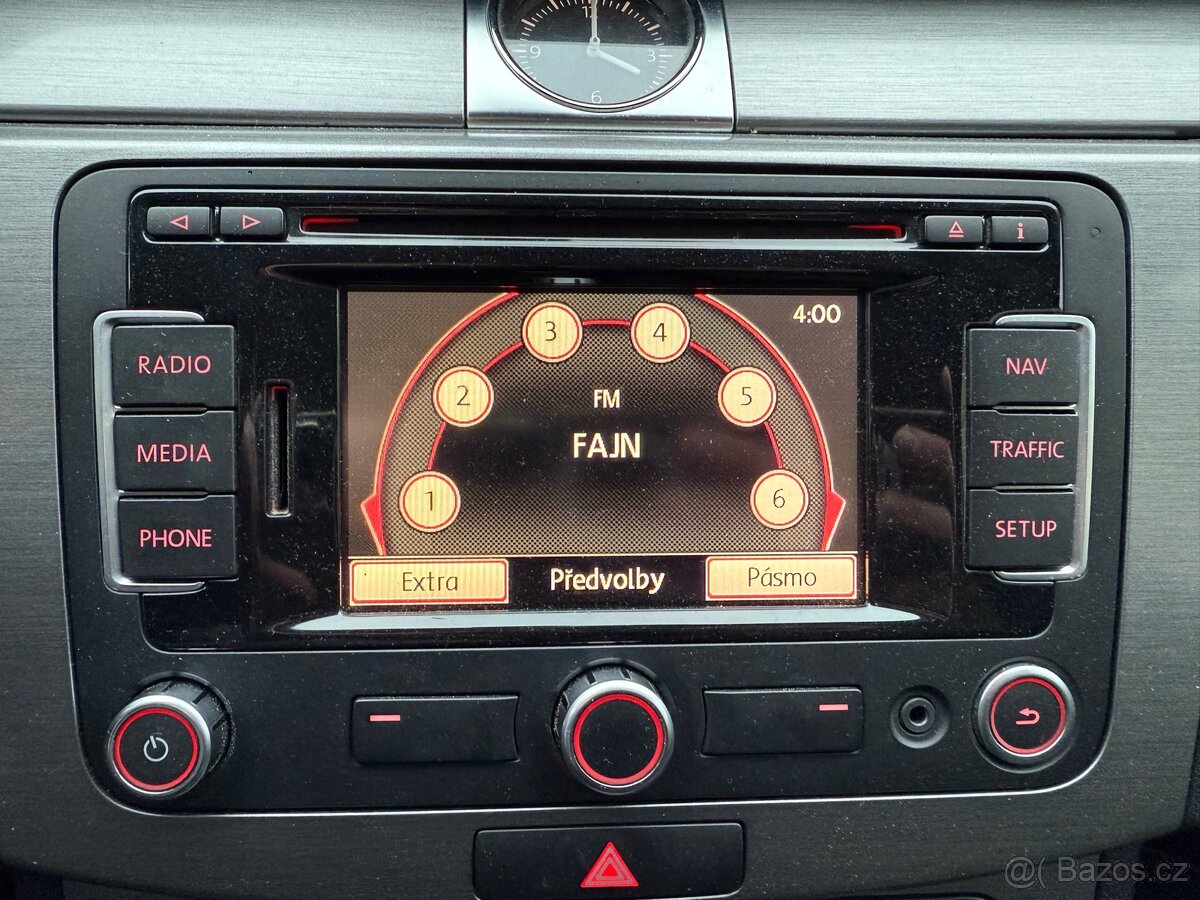 12
9
3
6
i
RADIO
MEDIA
PHONE
4:00
3
4
2
5
1
6
FM
FAJN
Extra
Předvolby
Pásmo
NAV
TRAFFIC
SETUP
@( Bazos.cz